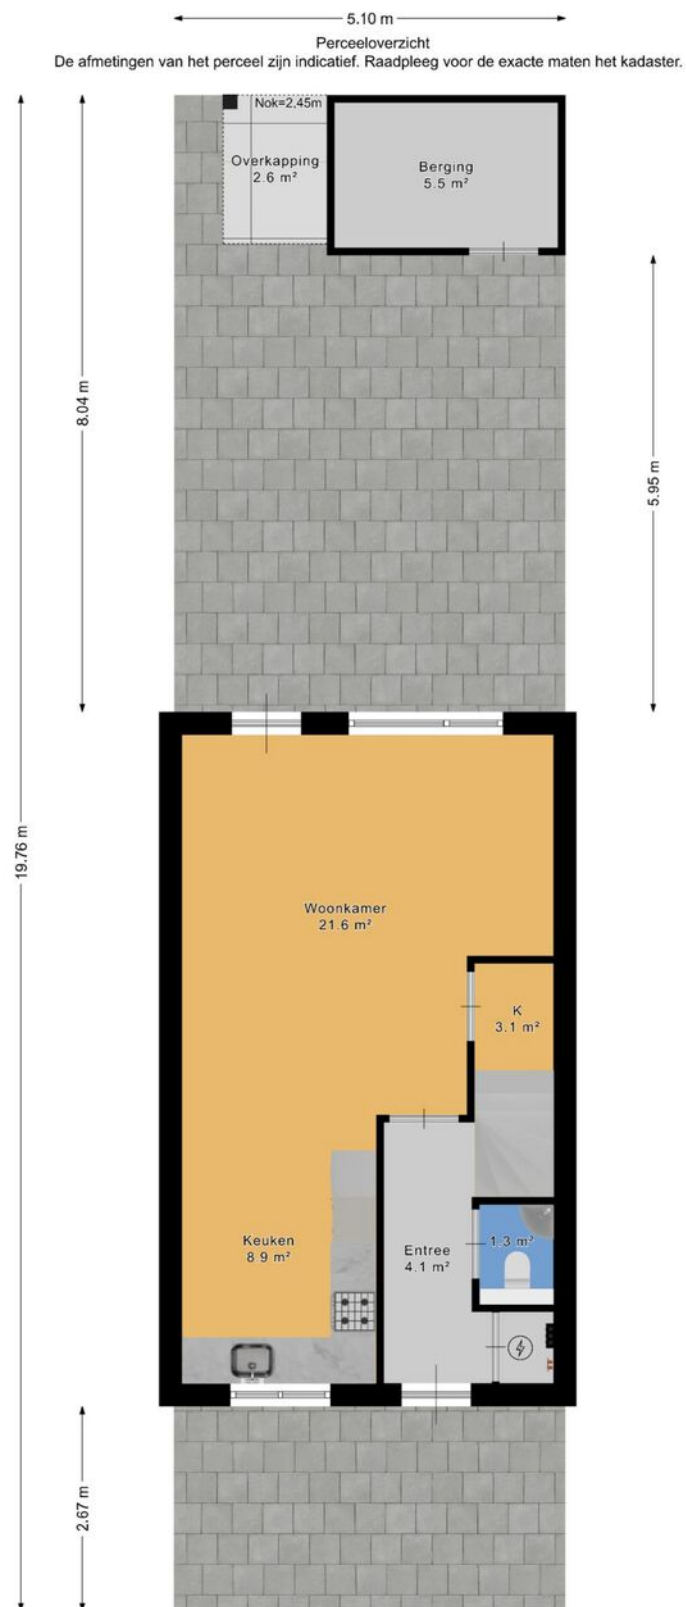 5.10 m
Perceeloverzicht
De afmetingen van het perceel zijn indicatief. Raadpleeg voor de exacte maten het kadaster.
Nok=2,45m
Overkapping
2.6 m²
Berging
5.5 m²
8.04 m
5.95 m
19.76 m
Woonkamer
21.6 m²
K
3.1 m²
Keuken
8.9 m²
Entree
4.1 m²
1.3 m²
2.67 m